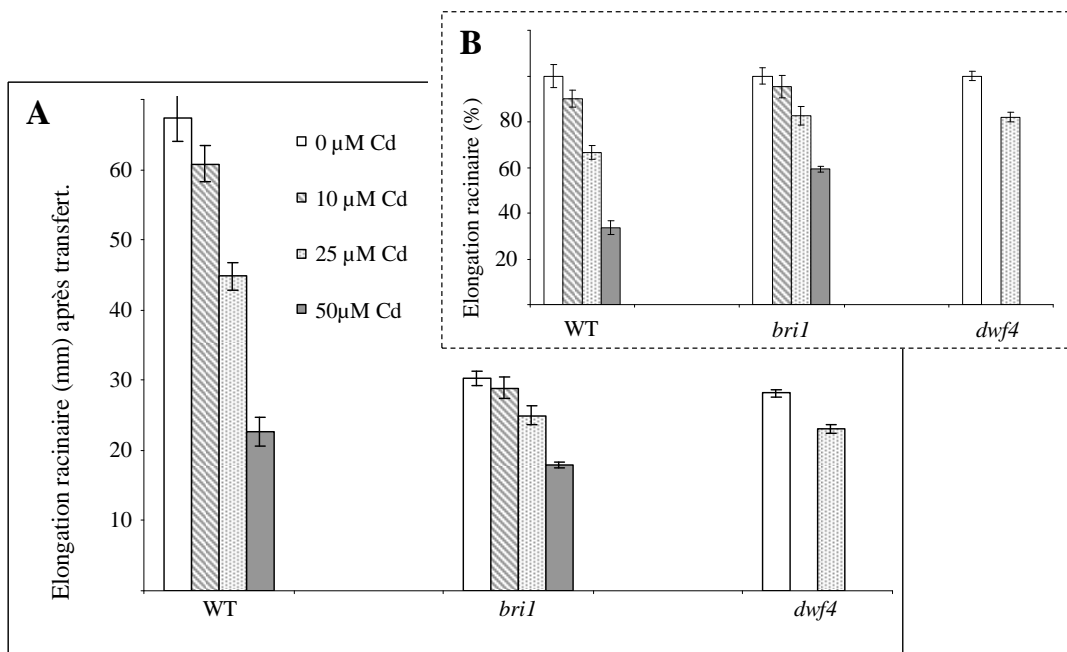 A
Elongation racinaire (mm) après transfert.
60
50
40
30
20
10
0 µM Cd
10 µM Cd
25 µM Cd
50µM Cd
WT
bri1
dwf4
B
Elongation racinaire (%)
80
60
40
20
WT
bri1
dwf4